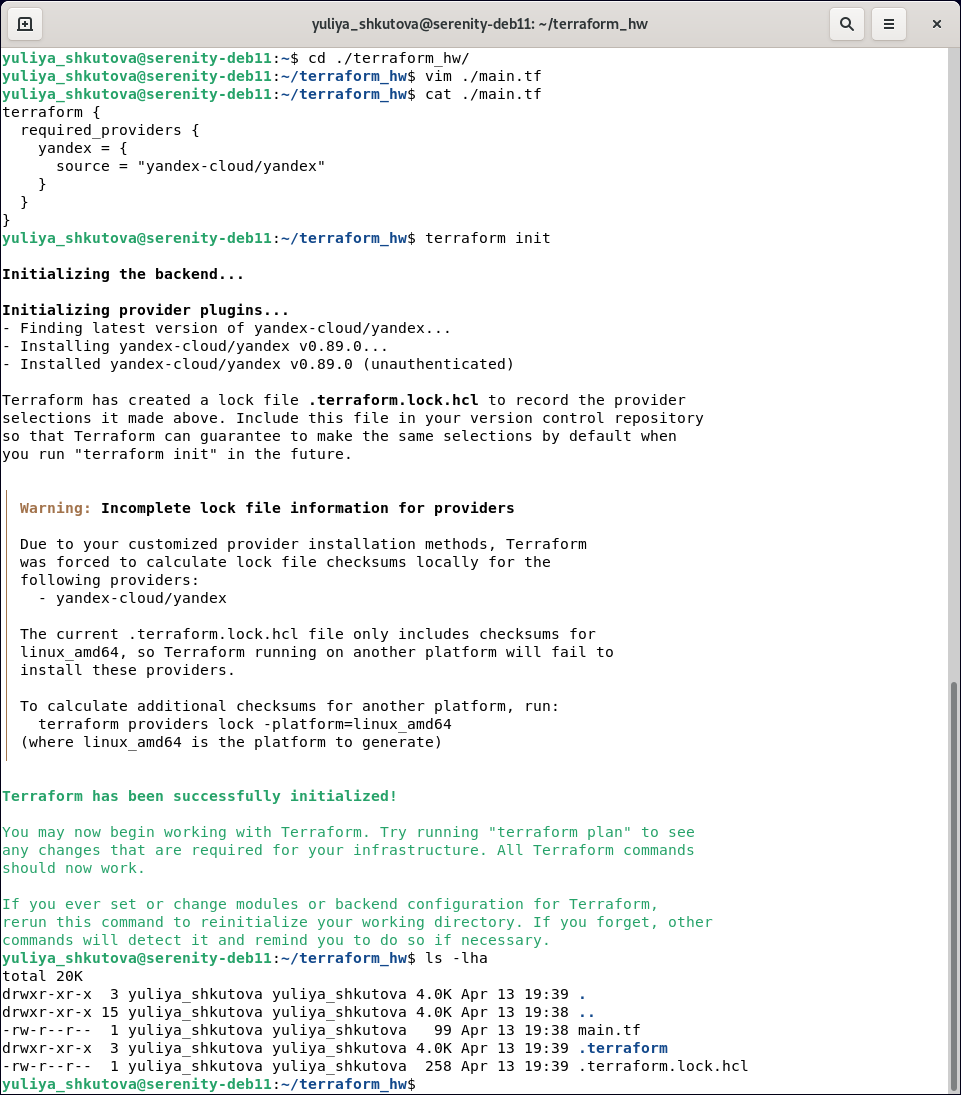 yuliya_shkutova@serenity-deb11: ~/terraform_hw
yuliya_shkutova@serenity-deb11:~$ cd ./terraform_hw/
yuliya_shkutova@serenity-deb11:~/terraform_hw$ vim ./main.tf
yuliya_shkutova@serenity-deb11:~/terraform_hw$ cat ./main.tf
terraform {
  required_providers {
    yandex = {
      source = "yandex-cloud/yandex"
    }
  }
}
yuliya_shkutova@serenity-deb11:~/terraform_hw$ terraform init

Initializing the backend...

Initializing provider plugins...
- Finding latest version of yandex-cloud/yandex...
- Installing yandex-cloud/yandex v0.89.0...
- Installed yandex-cloud/yandex v0.89.0 (unauthenticated)

Terraform has created a lock file .terraform.lock.hcl to record the provider
selections it made above. Include this file in your version control repository
so that Terraform can guarantee to make the same selections by default when
you run "terraform init" in the future.

Warning: Incomplete lock file information for providers

Due to your customized provider installation methods, Terraform
was forced to calculate lock file checksums locally for the
following providers:
  - yandex-cloud/yandex

The current .terraform.lock.hcl file only includes checksums for
linux_amd64, so Terraform running on another platform will fail to
install these providers.

To calculate additional checksums for another platform, run:
  terraform providers lock -platform=linux_amd64
(where linux_amd64 is the platform to generate)

Terraform has been successfully initialized!

You may now begin working with Terraform. Try running "terraform plan" to see
any changes that are required for your infrastructure. All Terraform commands
should now work.

If you ever set or change modules or backend configuration for Terraform,
rerun this command to reinitialize your working directory. If you forget, other
commands will detect it and remind you to do so if necessary.
yuliya_shkutova@serenity-deb11:~/terraform_hw$ ls -lha
total 20K
drwxr-xr-x  3 yuliya_shkutova yuliya_shkutova 4.0K Apr 13 19:39 .
drwxr-xr-x 15 yuliya_shkutova yuliya_shkutova 4.0K Apr 13 19:38 ..
-rw-r--r--  1 yuliya_shkutova yuliya_shkutova   99 Apr 13 19:38 main.tf
drwxr-xr-x  3 yuliya_shkutova yuliya_shkutova 4.0K Apr 13 19:39 .terraform
-rw-r--r--  1 yuliya_shkutova yuliya_shkutova  258 Apr 13 19:39 .terraform.lock.hcl
yuliya_shkutova@serenity-deb11:~/terraform_hw$